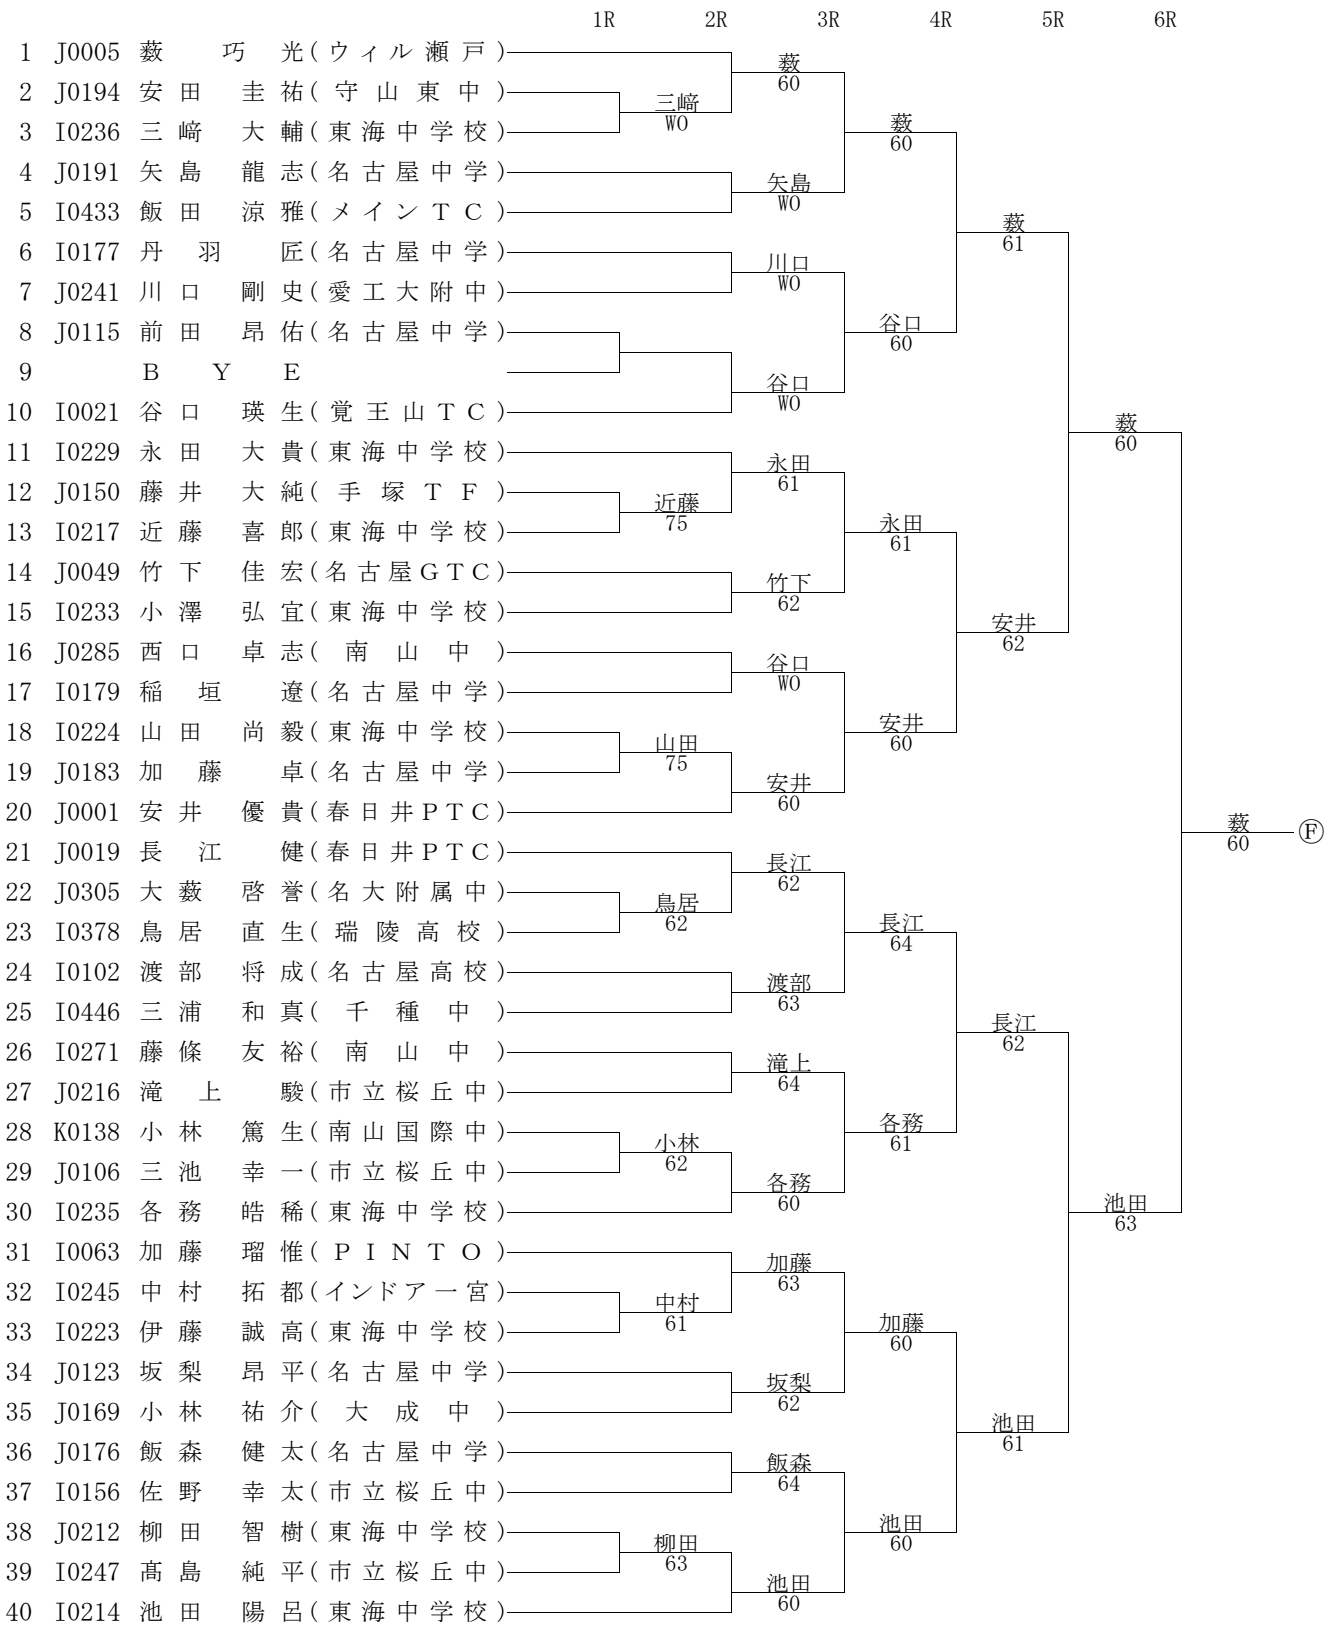 1R 2R 3R 4R 5R 6R
1 J0005 薮 巧 光(ウィル瀬戸)
2 J0194 安田 圭祐(守山東中)
3 I0236 三﨑 大輔(東海中学校)
4 J0191 矢島 龍志(名古屋中学)
5 I0433 飯田 涼雅(メインTC)
6 I0177 丹羽 匠(名古屋中学)
7 J0241 川口 剛史(愛工大附中)
8 J0115 前田 昂佑(名古屋中学)
9 BYE
10 I0021 谷口 瑛生(覚王山TC)
11 I0229 永田 大貴(東海中学校)
12 J0150 藤井 大純(手塚TF)
13 I0217 近藤 喜郎(東海中学校)
14 J0049 竹下 佳宏(名古屋GTC)
15 I0233 小澤 弘宜(東海中学校)
16 J0285 西口 卓志(南山中)
17 I0179 稲垣 遼(名古屋中学)
18 I0224 山田 尚毅(東海中学校)
19 J0183 加藤 卓(名古屋中学)
20 J0001 安井 優貴(春日井PTC)
21 J0019 長江 健(春日井PTC)
22 J0305 大薮 啓誉(名大附属中)
23 I0378 鳥居 直生(瑞陵高校)
24 I0102 渡部 将成(名古屋高校)
25 I0446 三浦 和真(千種中)
26 I0271 藤條 友裕(南山中)
27 J0216 滝上 駿(市立桜丘中)
28 K0138 小林 篤生(南山国際中)
29 J0106 三池 幸一(市立桜丘中)
30 I0235 各務 皓稀(東海中学校)
31 I0063 加藤 瑠惟(PINTO)
32 I0245 中村 拓都(インドアー宮)
33 I0223 伊藤 誠高(東海中学校)
34 J0123 坂梨 昂平(名古屋中学)
35 J0169 小林 祐介(大成中)
36 J0176 飯森 健太(名古屋中学)
37 I0156 佐野 幸太(市立桜丘中)
38 J0212 柳田 智樹(東海中学校)
39 I0247 髙島 純平(市立桜丘中)
40 I0214 池田 陽呂(東海中学校)
三﨑
WO
近藤
75
山田
75
鳥居
62
小林
62
中村
61
柳田
63
薮
60
矢島
WO
川口
WO
谷口
WO
永田
61
竹下
62
谷口
WO
安井
60
長江
62
渡部
63
滝上
64
各務
60
加藤
63
坂梨
62
飯森
64
池田
60
薮
60
谷口
60
永田
61
安井
60
長江
64
各務
61
加藤
60
池田
60
薮
61
安井
62
長江
62
池田
61
薮
60
池田
63
薮
60
Ⓕ